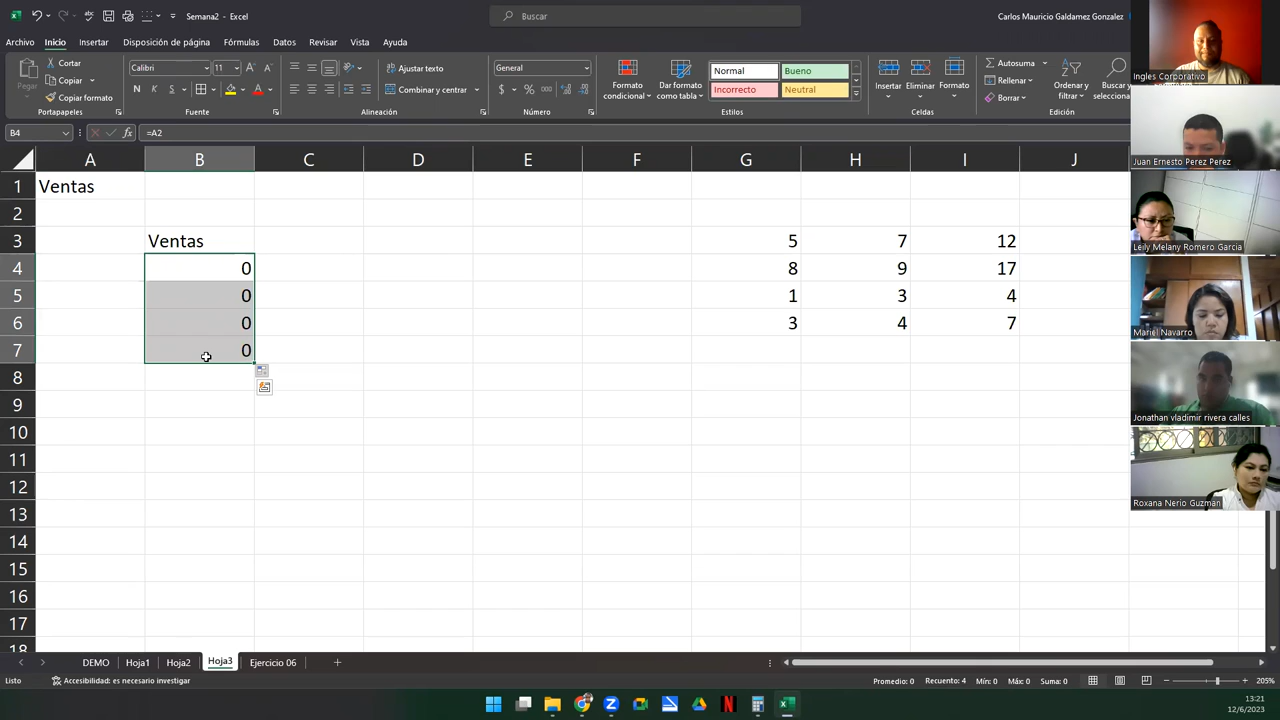 Semana2 - Excel
Buscar
Carlos Mauricio Galdamez Gonzalez
Archivo Inicio Insertar Disposición de página Fórmulas Datos Revisar Vista Ayuda
Pegar
Cortar
Copiar
Copiar formato
Portapapeles
Calibri 11
N K S
Fuente
Ajustar texto
Combinar y centrar
Alineación
General
Número
Formato condicional
Dar formato como tabla
Normal Bueno
Incorrecto Neutral
Estilos
Insertar Eliminar Formato
Celdas
Autosuma
Rellenar
Borrar
Edición
Ordenar y
Buscar y
B4 fx =A2
A B C D E F G H I J
1 Ventas
2
3 Ventas 5 7 12
4 0 8 9 17
5 0 1 3 4
6 0 3 4 7
7 0
8
9
10
11
12
13
14
15
16
17
18
Ingles Corporativo
Juan Ernesto Perez Perez
Leily Melany Romero Garcia
Mariel Navarro
Jonathan vladimir rivera calles
Roxana Nerio Guzman
DEMO Hoja1 Hoja2 Hoja3 Ejercicio 06
Listo Accesibilidad: es necesario investigar Promedio: 0 Recuento: 4 Mín: 0 Máx: 0 Suma: 0 205%
13:21
12/6/2023